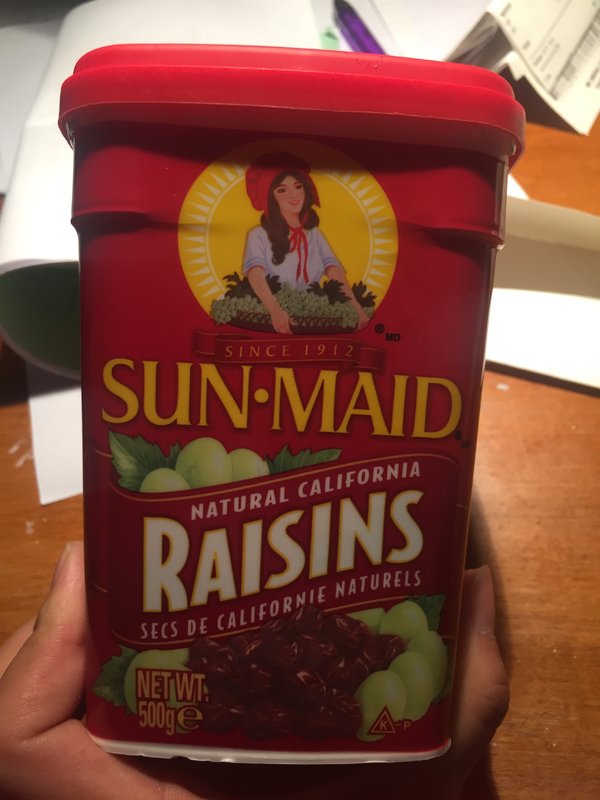 ® MD
SINCE 1912
SUN•MAID
NATURAL CALIFORNIA
RAISINS
SECS DE CALIFORNIE NATURELS
NET WT.
500g e
K-P